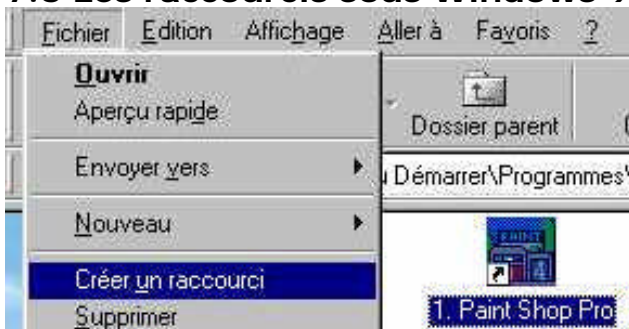 Fichier Edition Affichage Aller à Favoris ?
Ouvrir
Aperçu rapide
Dossier parent
Envoyer vers
Démarrer\Programmes\
Nouveau
Créer un raccourci
1. Paint Shop Pro
Supprimer